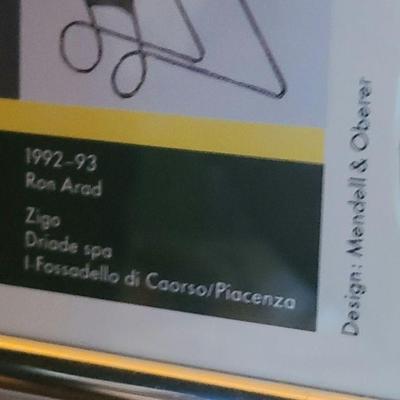 1992–93
Ron Arad
Zigo
Driade spa
I-Fossadello di Caorso/Piacenza
Design: Mendell & Oberer